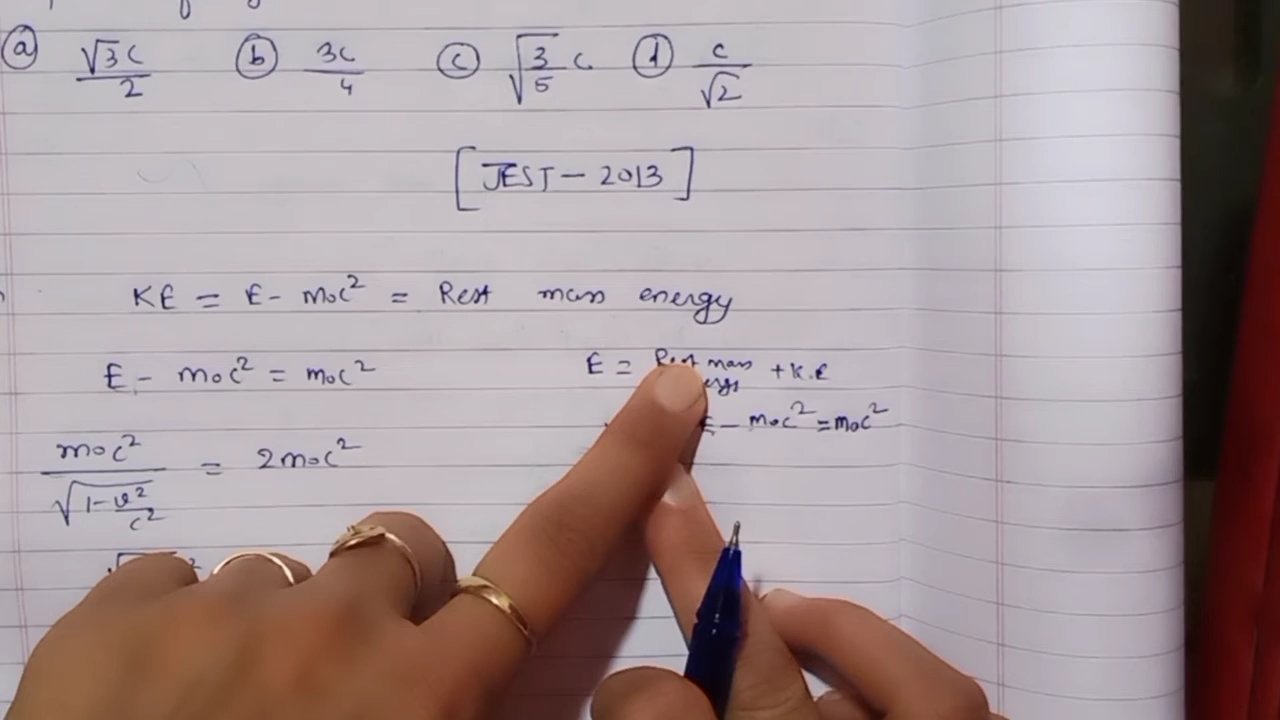 (a) √3c/2 (b) 3c/4 (c) √(3/5) c (d) c/√2
[JEST - 2013]
KE = E - m₀c² = Rest mass energy
E - m₀c² = m₀c²
E = Rest mass + K.E
E - m₀c² = m₀c²
m₀c²/√(1-v²/c²) = 2m₀c²